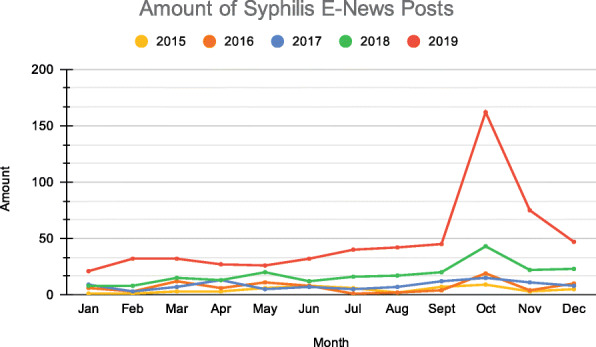 Amount of Syphilis E-News Posts
2015 2016 2017 2018 2019
200
150
100
50
0
Amount
Jan Feb Mar Apr May Jun Jul Aug Sept Oct Nov Dec
Month